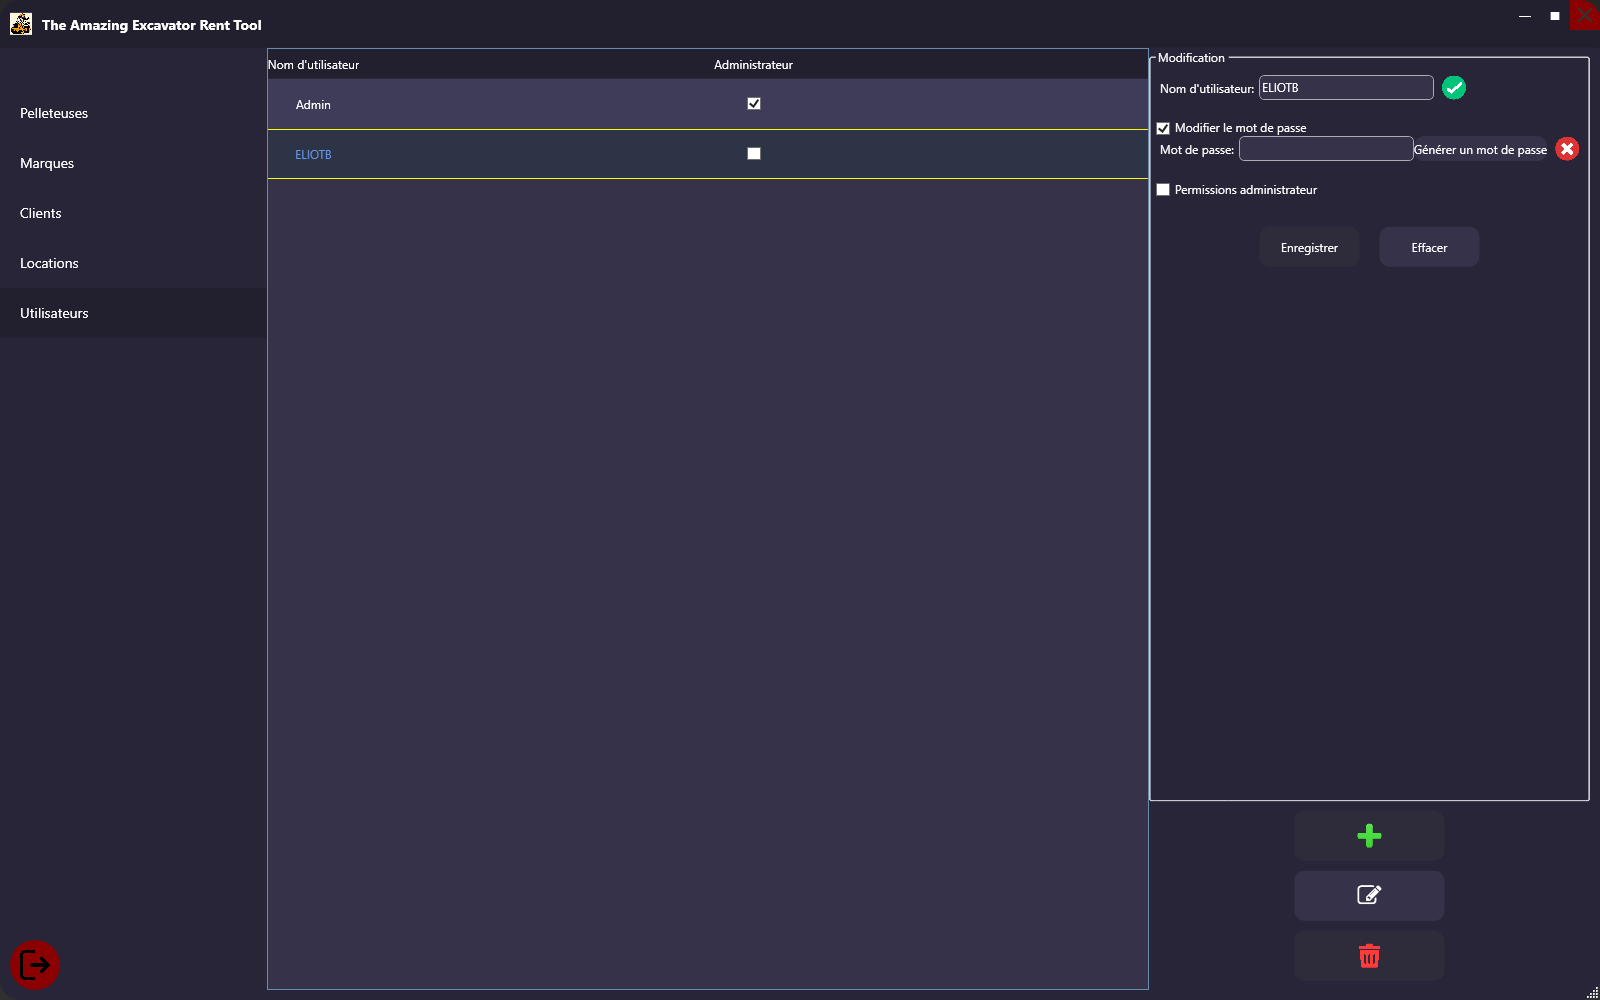 The Amazing Excavator Rent Tool
Pelleteuses
Marques
Clients
Locations
Utilisateurs
Nom d'utilisateur Administrateur
Admin
ELIOTB
Modification
Nom d'utilisateur: ELIOTB
Modifier le mot de passe
Mot de passe: Générer un mot de passe
Permissions administrateur
Enregistrer Effacer